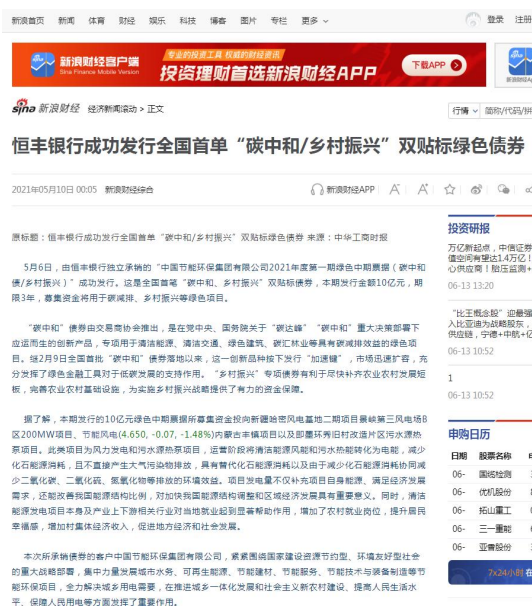 新浪首页 新闻 体育 财经 娱乐 科技 博客 图片 专栏 更多
登录 注册
新浪财经客户端
Sina Finance Mobile Version
专业的投资工具 权威的财经资讯
投资理财首选新浪财经APP
下载APP
sina 新浪财经 经济新闻滚动 > 正文
行情 简称/代码/拼
恒丰银行成功发行全国首单“碳中和/乡村振兴”双贴标绿色债券
2021年05月10日 00:05 新浪财经综合
新浪财经APP A A
原标题：恒丰银行成功发行全国首单“碳中和/乡村振兴”双贴标绿色债券 来源：中华工商时报
5月6日，由恒丰银行独立承销的“中国节能环保集团有限公司2021年度第一期绿色中期票据（碳中和
债/乡村振兴）”成功发行。这是全国首笔“碳中和、乡村振兴”双贴标债券，本期发行金额10亿元，期
限3年，募集资金将用于碳减排、乡村振兴等绿色项目。
“碳中和”债券由交易商协会推出，是在党中央、国务院关于“碳达峰”“碳中和”重大决策部署下
应运而生的创新产品，专项用于清洁能源、清洁交通、绿色建筑、碳汇林业等具有碳减排效益的绿色项
目。继2月9日全国首批“碳中和”债券落地以来，这一创新品种按下发行“加速键”，市场迅速扩容，充
分发挥了绿色金融工具对于低碳发展的支持作用。“乡村振兴”专项债券有利于尽快补齐农业农村发展短
板，完善农业农村基础设施，为实施乡村振兴战略提供了有力的资金保障。
据了解，本期发行的10亿元绿色中期票据所募集资金投向新疆哈密风电基地二期项目景峡第三风电场B
区200MW项目、节能风电(4.650, -0.07, -1.48%)内蒙古丰镇项目以及即墨环秀旧村改造片区污水源热
泵项目。此类项目为风力发电和污水源热泵项目，运营阶段将清洁能源风能和污水热能转化为电能，减少
化石能源消耗，且不直接产生大气污染物排放，具有替代化石能源消耗以及由于减少化石能源消耗协同减
少二氧化碳、二氧化硫、氮氧化物等排放的环境效益。项目发电量不仅补充项目自身能源、满足经济发展
需求，还能改善我国能源结构比例，对加快我国能源结构调整和区域经济发展具有重要意义。同时，清洁
能源发电项目本身及产业上下游相关行业对当地就业起到显著帮助作用，增加了农村就业岗位，提升居民
幸福感，增加村集体经济收入，促进地方经济和社会发展。
本次所承销债券的客户中国节能环保集团有限公司，紧紧围绕国家建设资源节约型、环境友好型社会
的重大战略部署，集中力量发展城市水务、可再生能源、节能建材、节能服务、节能技术与装备制造等节
能环保项目，全力解决城乡用电需要，在推进城乡一体化发展和社会主义新农村建设、提高人民生活水
平、保障人民用电等方面发挥了重要作用。
投资研报
万亿新起点，中信证券
值空间有望达1.4万亿！
心供应商！胎压监测+
06-13 13:20
“比王概念股”迎最强
入比亚迪为战略股东，
供应链，宁德+中航+亿
06-13 10:52
1
06-13 10:52
申购日历
日期 股票名称
06- 国缆检测
06- 优机股份
06- 拓山重工
06- 三一重能
06- 亚香股份
7x24小时